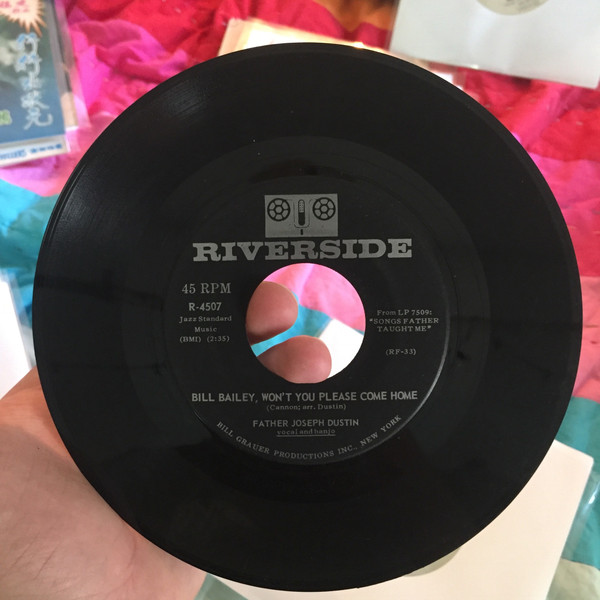 RIVERSIDE
45 RPM
R-4507
Jazz Standard
Music
(BMI) (2:35)
From LP 7509:
"SONGS FATHER
TAUGHT ME"
(RF-33)
BILL BAILEY, WON'T YOU PLEASE COME HOME
(Cannon; arr. Dustin)
FATHER JOSEPH DUSTIN
vocal and banjo
BILL GRAUER PRODUCTIONS INC., NEW YORK